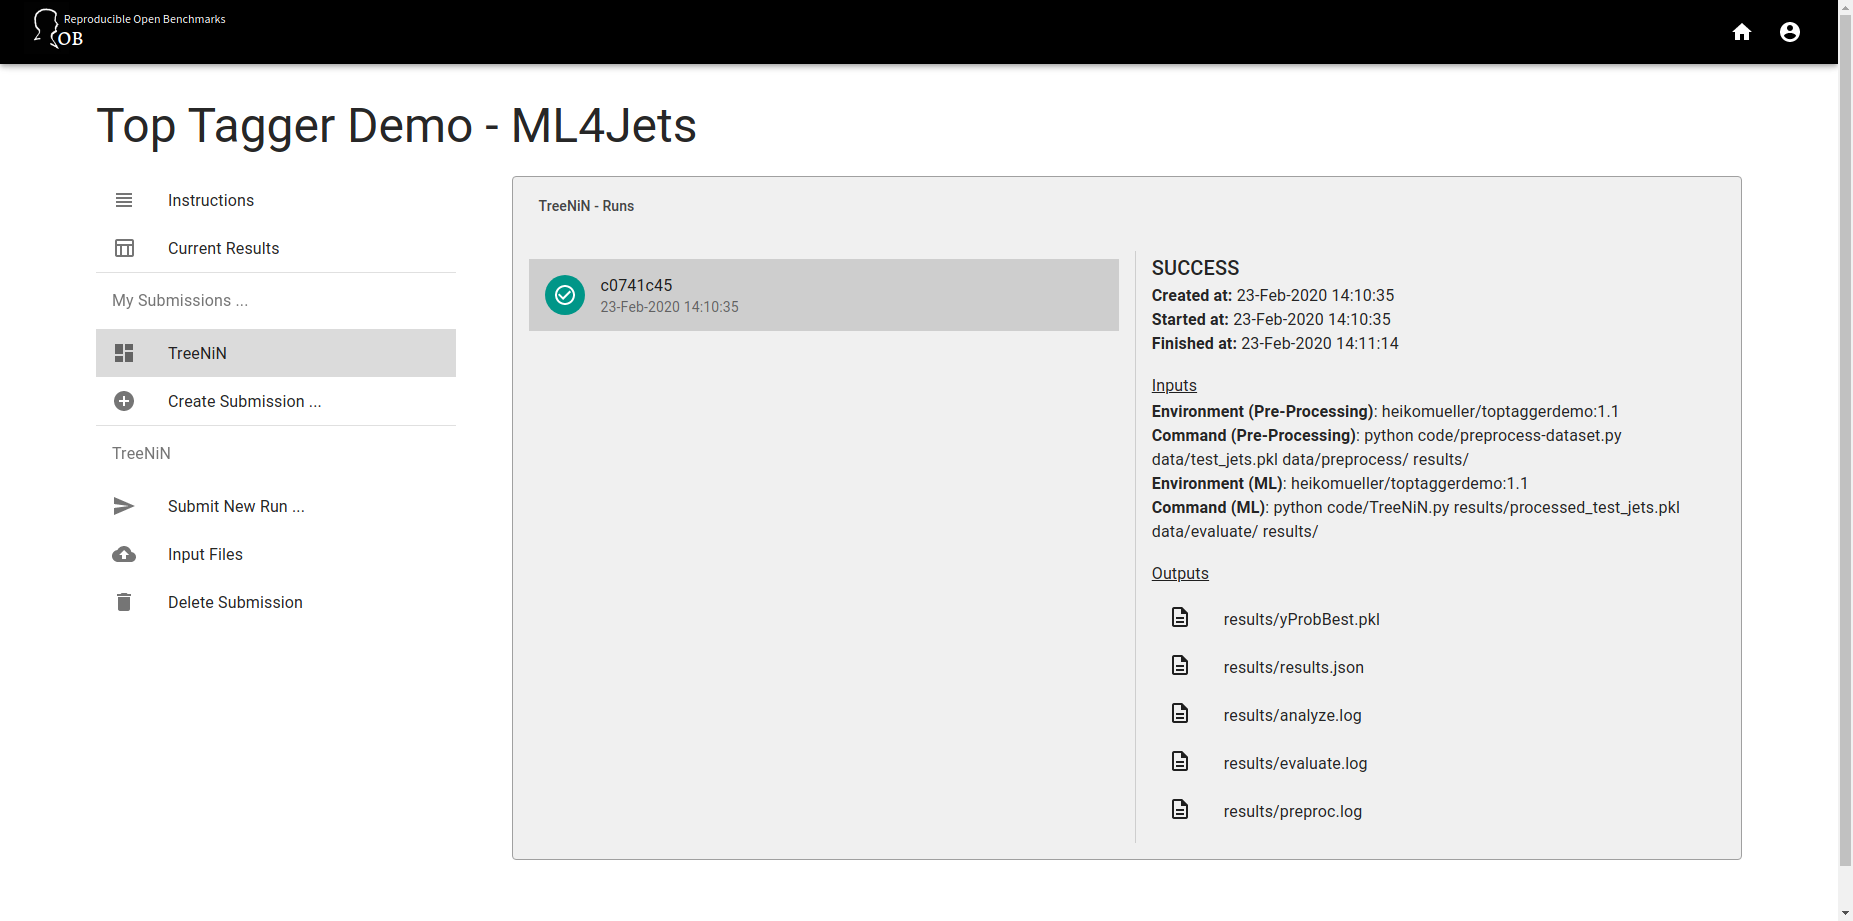 Reproducible Open Benchmarks
OB
Top Tagger Demo - ML4Jets
Instructions
Current Results
My Submissions ...
TreeNiN
Create Submission ...
TreeNiN
Submit New Run ...
Input Files
Delete Submission
TreeNiN - Runs
c0741c45
23-Feb-2020 14:10:35
SUCCESS
Created at: 23-Feb-2020 14:10:35
Started at: 23-Feb-2020 14:10:35
Finished at: 23-Feb-2020 14:11:14
Inputs
Environment (Pre-Processing): heikomueller/toptaggerdemo:1.1
Command (Pre-Processing): python code/preprocess-dataset.py
data/test_jets.pkl data/preprocess/ results/
Environment (ML): heikomueller/toptaggerdemo:1.1
Command (ML): python code/TreeNiN.py results/processed_test_jets.pkl
data/evaluate/ results/
Outputs
results/yProbBest.pkl
results/results.json
results/analyze.log
results/evaluate.log
results/preproc.log